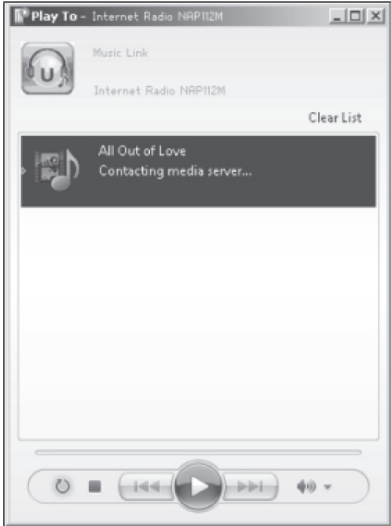 Play To - Internet Radio NAP112M
Music Link
U
Internet Radio NAP112M
Clear List
All Out of Love
Contacting media server...